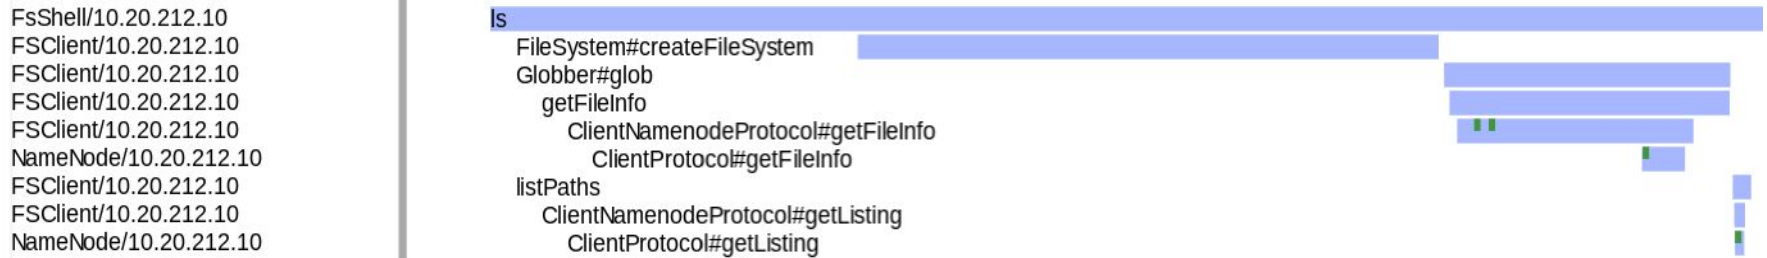 FsShell/10.20.212.10 ls
FSClient/10.20.212.10 FileSystem#createFileSystem
FSClient/10.20.212.10 Globber#glob
FSClient/10.20.212.10 getFileInfo
FSClient/10.20.212.10 ClientNamenodeProtocol#getFileInfo
NameNode/10.20.212.10 ClientProtocol#getFileInfo
FSClient/10.20.212.10 listPaths
FSClient/10.20.212.10 ClientNamenodeProtocol#getListing
NameNode/10.20.212.10 ClientProtocol#getListing